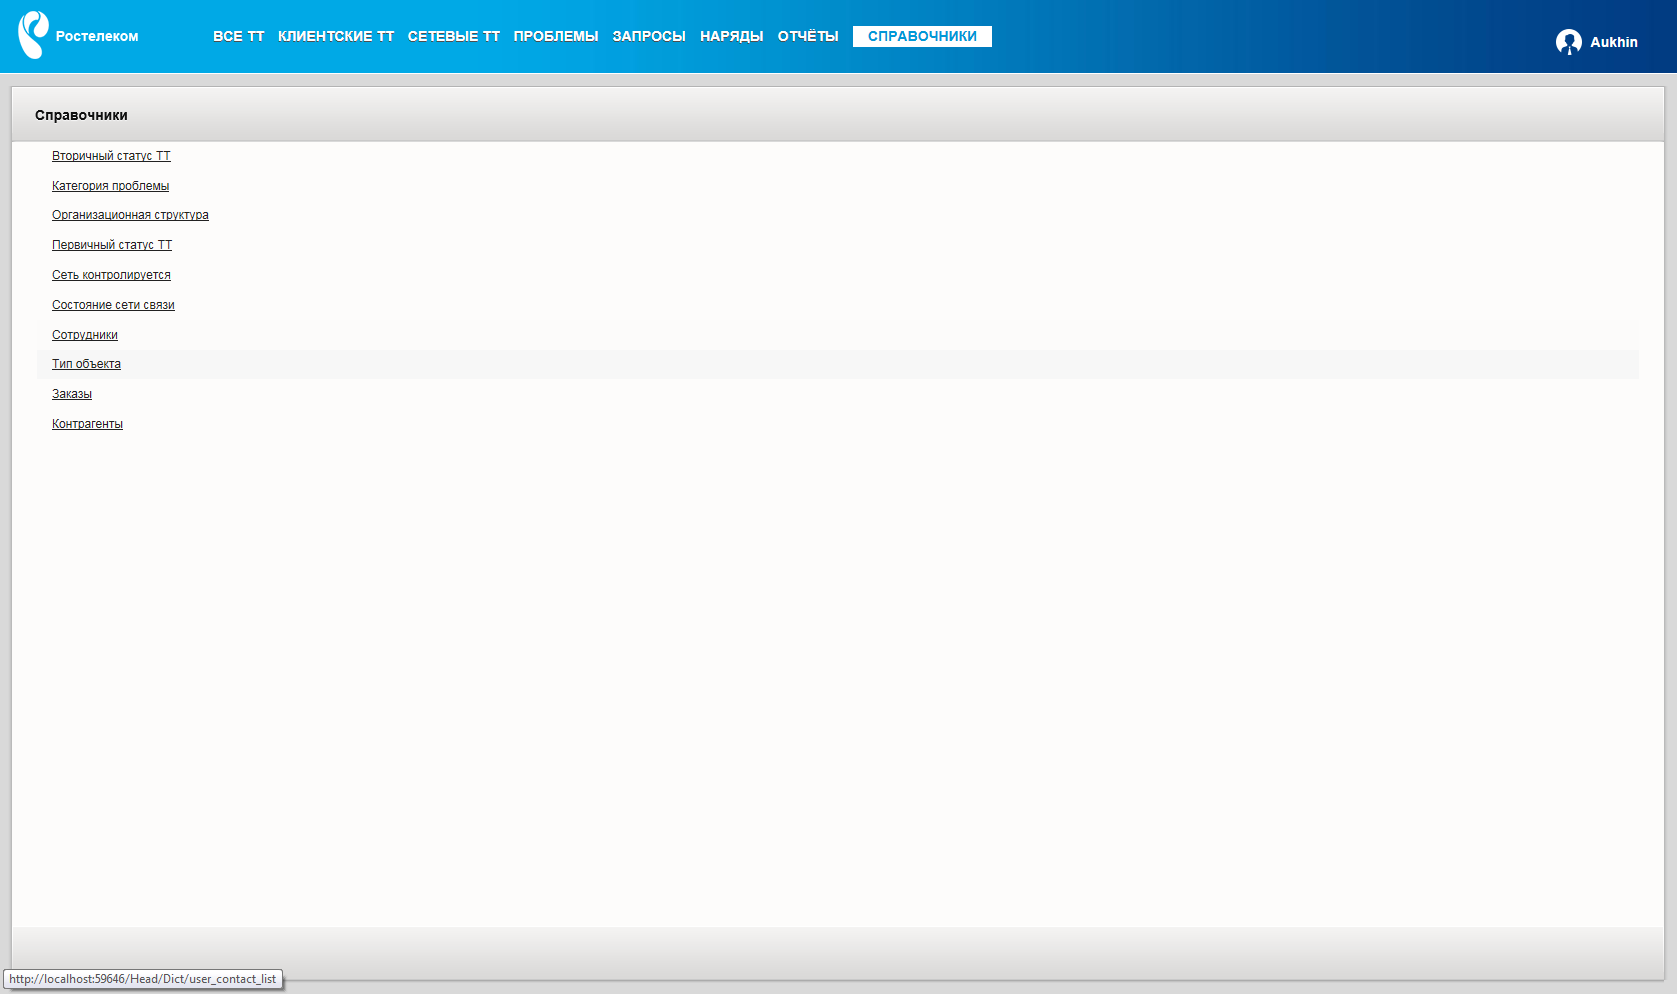 Ростелеком ВСЕ ТТ КЛИЕНТСКИЕ ТТ СЕТЕВЫЕ ТТ ПРОБЛЕМЫ ЗАПРОСЫ НАРЯДЫ ОТЧЁТЫ СПРАВОЧНИКИ Aukhin
Справочники
Вторичный статус ТТ
Категория проблемы
Организационная структура
Первичный статус ТТ
Сеть контролируется
Состояние сети связи
Сотрудники
Тип объекта
Заказы
Контрагенты
http://localhost:59646/Head/Dict/user_contact_list